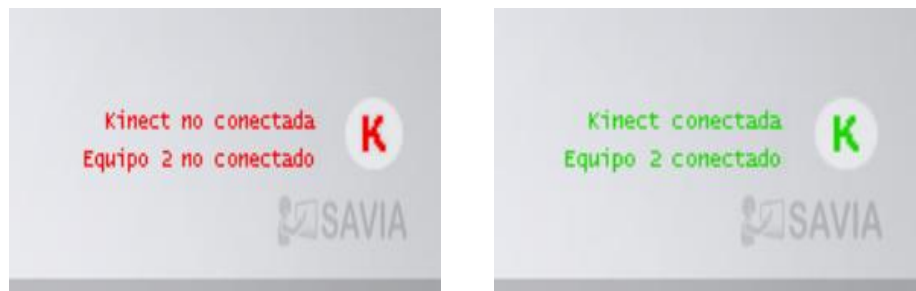 Kinect no conectada
Equipo 2 no conectado
K
SAVIA
Kinect conectada
Equipo 2 conectado
K
SAVIA